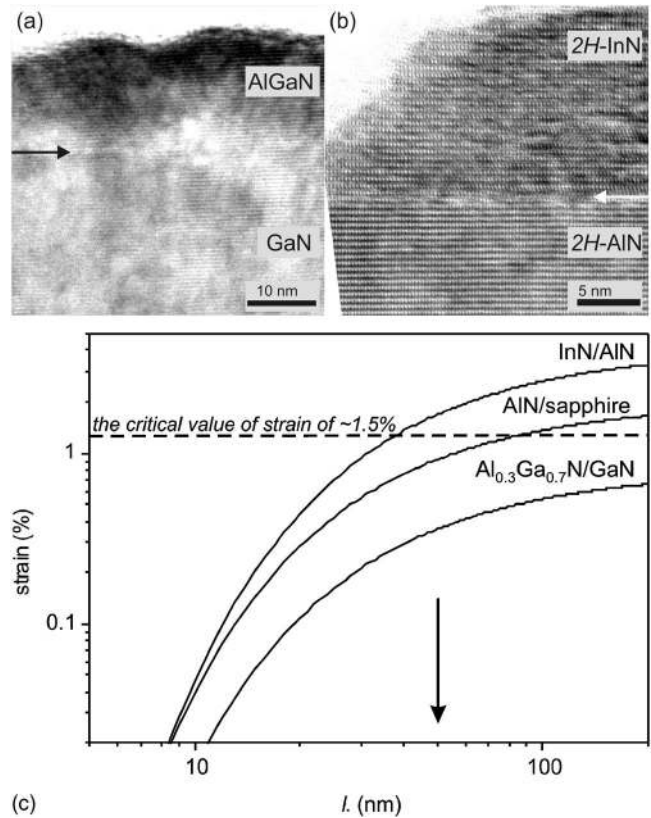 (a)
AlGaN
GaN
10 nm
(b)
2H-InN
2H-AlN
5 nm
InN/AlN
the critical value of strain of ~1.5%
AlN/sapphire
Al₀.₃Ga₀.₇N/GaN
1
0.1
strain (%)
10
100
(c)
l. (nm)